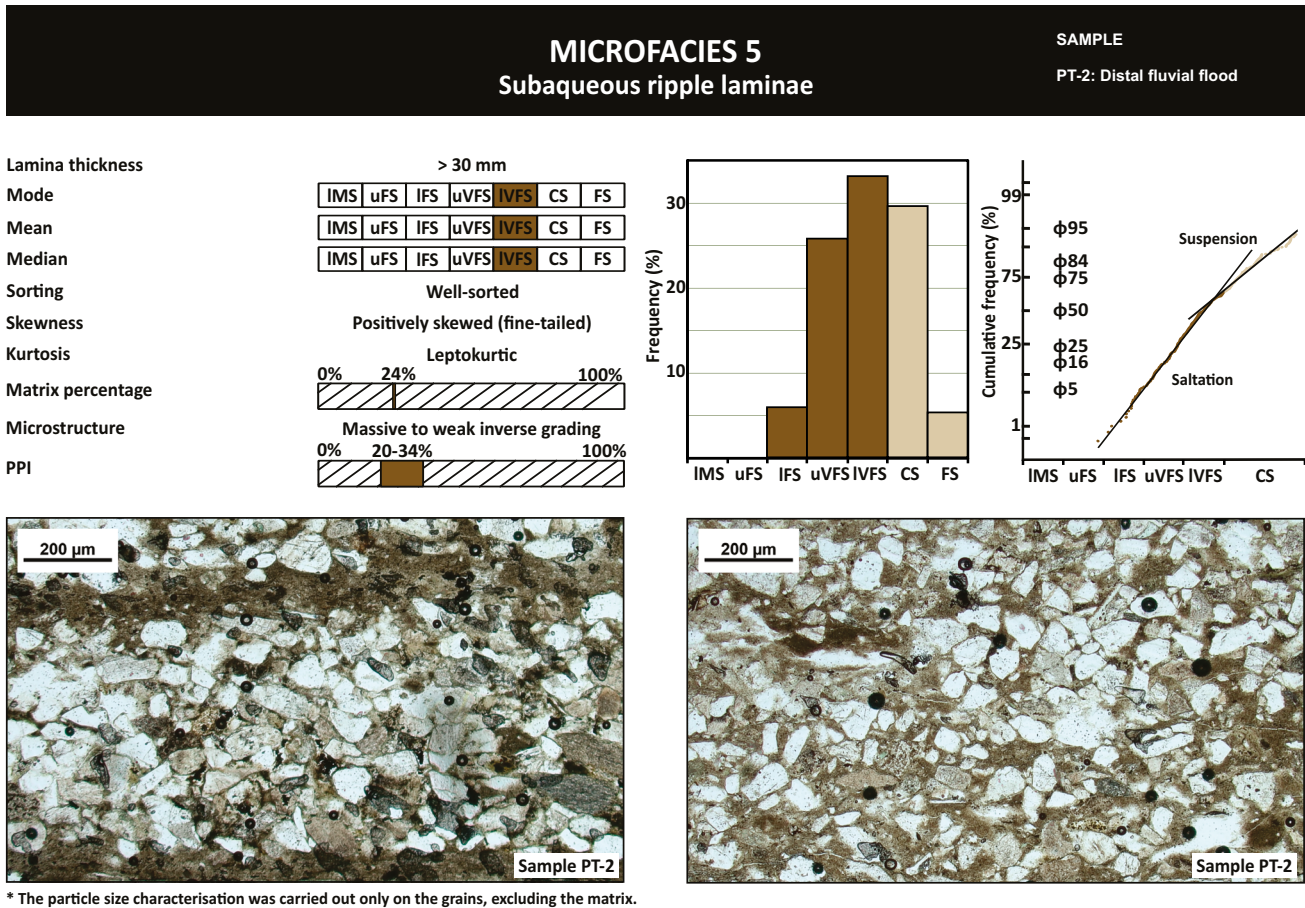 MICROFACIES 5
Subaqueous ripple laminae
SAMPLE
PT-2: Distal fluvial flood
Lamina thickness > 30 mm
Mode lMS uFS lFS uVFS lVFS CS FS
Mean lMS uFS lFS uVFS lVFS CS FS
Median lMS uFS lFS uVFS lVFS CS FS
Sorting Well-sorted
Skewness Positively skewed (fine-tailed)
Kurtosis Leptokurtic
0% 24% 100%
Matrix percentage
Microstructure Massive to weak inverse grading
0% 20-34% 100%
PPI
Frequency (%)
30
20
10
lMS uFS lFS uVFS lVFS CS FS
Cumulative frequency (%)
99
75
25
1
ϕ95
ϕ84
ϕ75
ϕ50
ϕ25
ϕ16
ϕ5
Suspension
Saltation
lMS uFS lFS uVFS lVFS CS
200 µm
Sample PT-2
200 µm
Sample PT-2
* The particle size characterisation was carried out only on the grains, excluding the matrix.